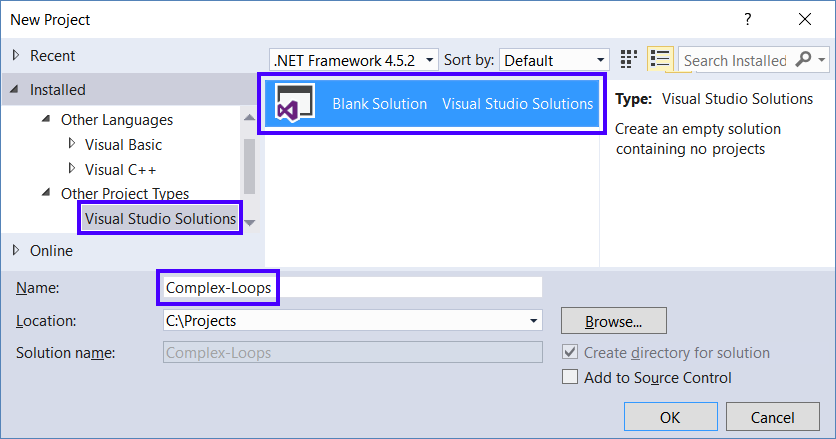 New Project
?
Recent
.NET Framework 4.5.2
Sort by:
Default
Search Installed
Installed
Other Languages
Visual Basic
Visual C++
Other Project Types
Visual Studio Solutions
Online
Blank Solution
Visual Studio Solutions
Type: Visual Studio Solutions
Create an empty solution
containing no projects
Name:
Complex-Loops
Location:
C:\Projects
Browse...
Solution name:
Complex-Loops
Create directory for solution
Add to Source Control
OK
Cancel